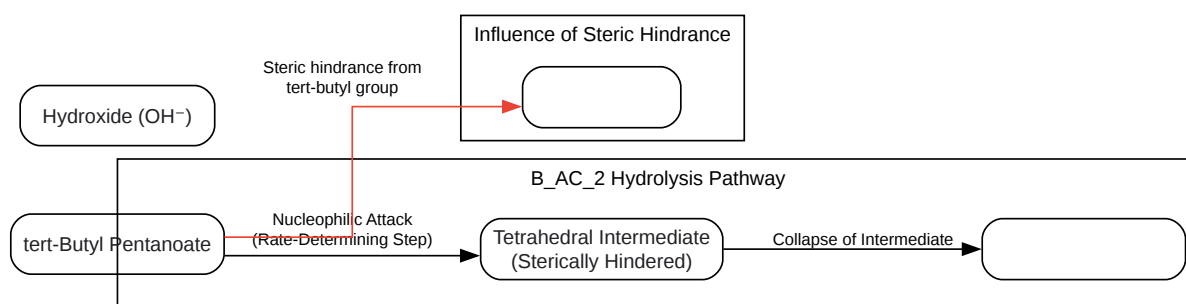 Influence of Steric Hindrance
Steric hindrance from
tert-butyl group
Hydroxide (OH⁻)
B_AC_2 Hydrolysis Pathway
tert-Butyl Pentanoate
Nucleophilic Attack
(Rate-Determining Step)
Tetrahedral Intermediate
(Sterically Hindered)
Collapse of Intermediate